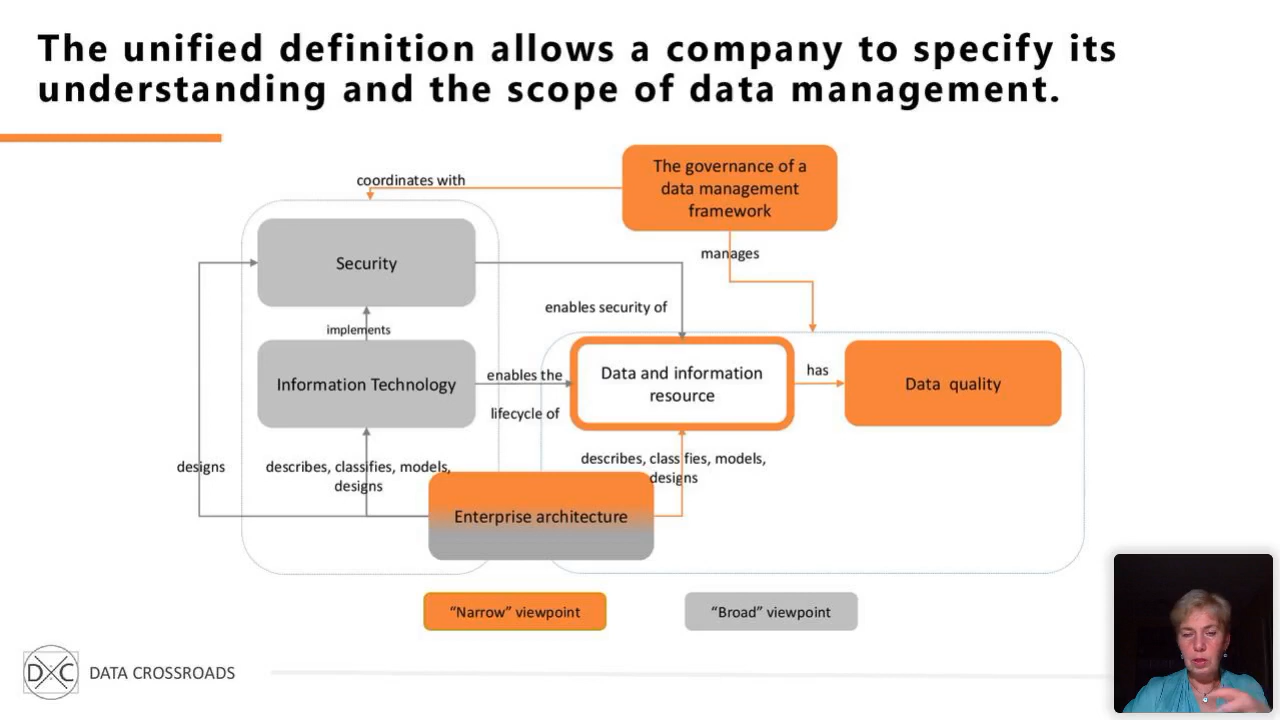 The unified definition allows a company to specify its
understanding and the scope of data management.
The governance of a
data management
framework
coordinates with
manages
Security
enables security of
implements
Information Technology
enables the
lifecycle of
Data and information
resource
has
Data quality
designs
describes, classifies, models,
designs
describes, classifies, models,
designs
Enterprise architecture
“Narrow” viewpoint
“Broad” viewpoint
DXC
DATA CROSSROADS